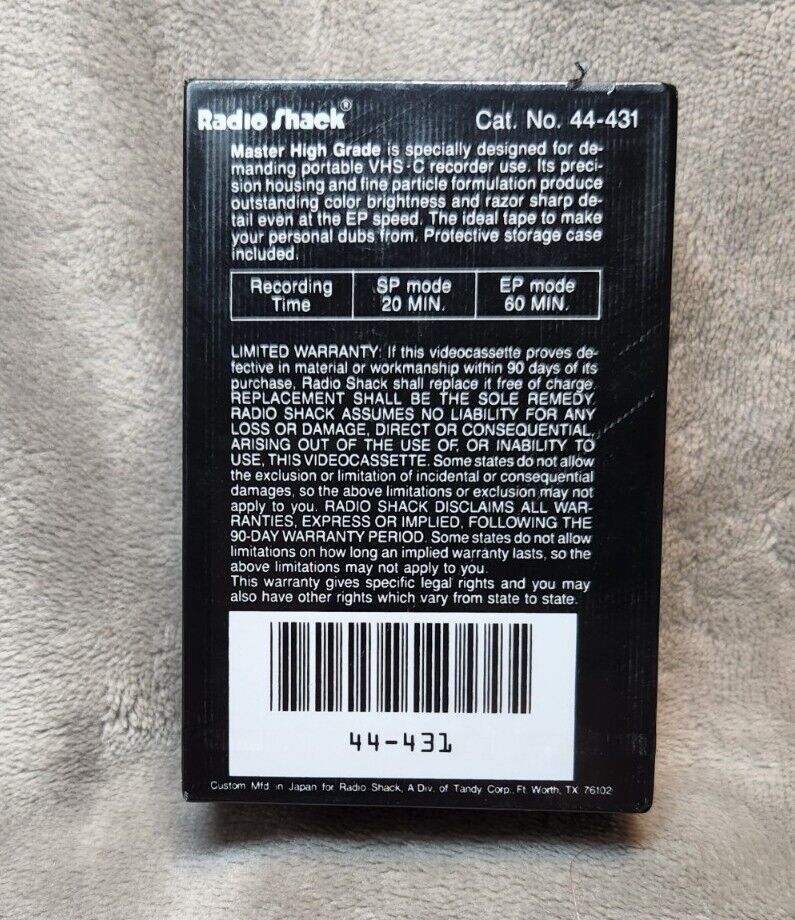 Radio Shack® Cat. No. 44-431
Master High Grade is specially designed for de-
manding portable VHS-C recorder use. Its preci-
sion housing and fine particle formulation produce
outstanding color brightness and razor sharp de-
tail even at the EP speed. The ideal tape to make
your personal dubs from. Protective storage case
included.
Recording SP mode EP mode
Time 20 MIN. 60 MIN.
LIMITED WARRANTY: If this videocassette proves de-
fective in material or workmanship within 90 days of its
purchase, Radio Shack shall replace it free of charge.
REPLACEMENT SHALL BE THE SOLE REMEDY.
RADIO SHACK ASSUMES NO LIABILITY FOR ANY
LOSS OR DAMAGE, DIRECT OR CONSEQUENTIAL,
ARISING OUT OF THE USE OF, OR INABILITY TO
USE, THIS VIDEOCASSETTE. Some states do not allow
the exclusion or limitation of incidental or consequential
damages, so the above limitations or exclusion may not
apply to you. RADIO SHACK DISCLAIMS ALL WAR-
RANTIES, EXPRESS OR IMPLIED, FOLLOWING THE
90-DAY WARRANTY PERIOD. Some states do not allow
limitations on how long an implied warranty lasts, so the
above limitations may not apply to you.
This warranty gives specific legal rights and you may
also have other rights which vary from state to state.
44-431
Custom Mfd in Japan for Radio Shack, A Div. of Tandy Corp., Ft. Worth, TX 76102